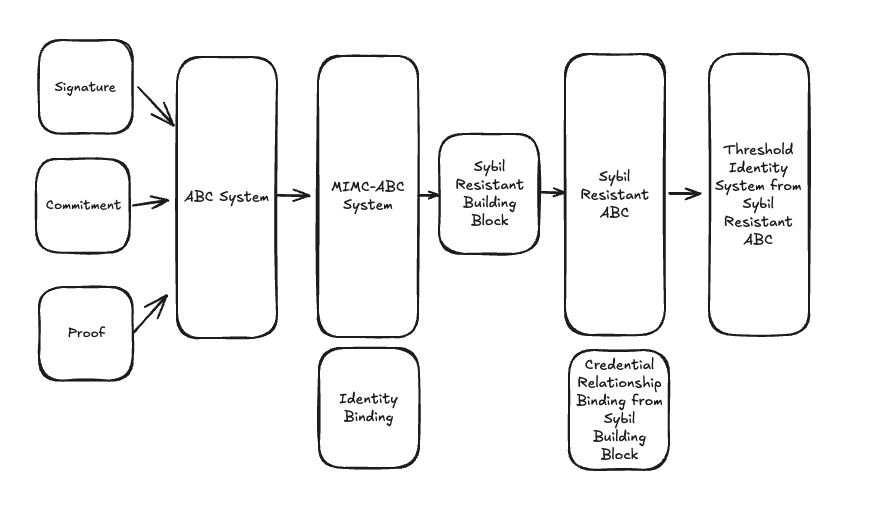 Signature
Commitment
Proof
ABC System
MIMC-ABC
System
Identity
Binding
Sybil
Resistant
Building
Block
Sybil
Resistant
ABC
Credential
Relationship
Binding from
Sybil
Building
Block
Threshold
Identity
System from
Sybil
Resistant
ABC